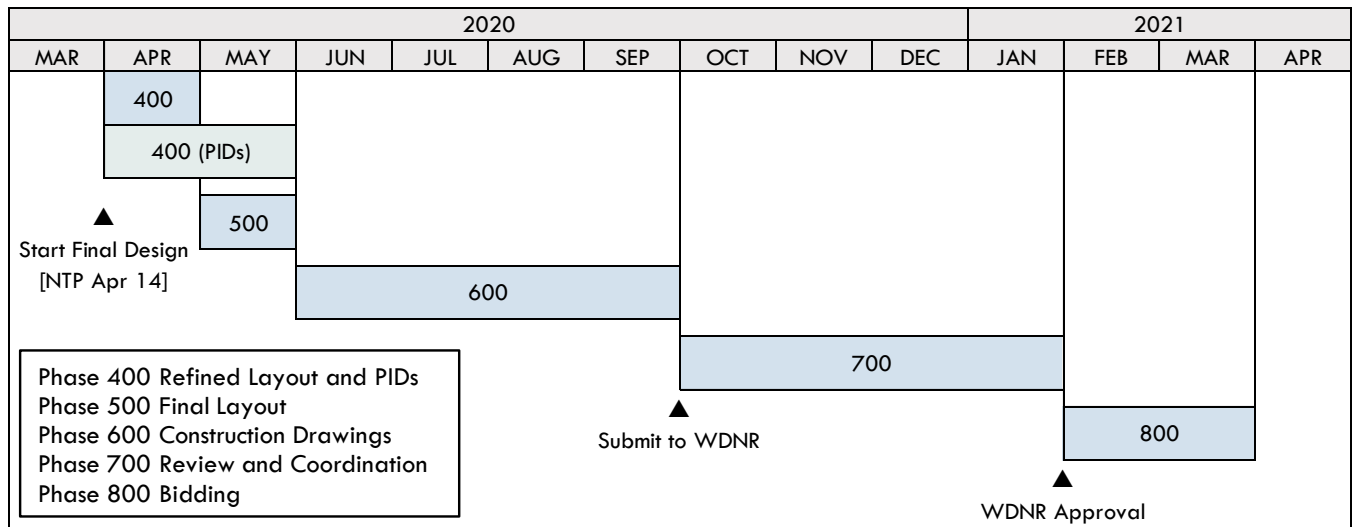 2020 2021
MAR APR MAY JUN JUL AUG SEP OCT NOV DEC JAN FEB MAR APR
400
400 (PIDs)
500
Start Final Design
[NTP Apr 14]
600
700
Phase 400 Refined Layout and PIDs
Phase 500 Final Layout
Phase 600 Construction Drawings
Phase 700 Review and Coordination
Phase 800 Bidding
Submit to WDNR
800
WDNR Approval